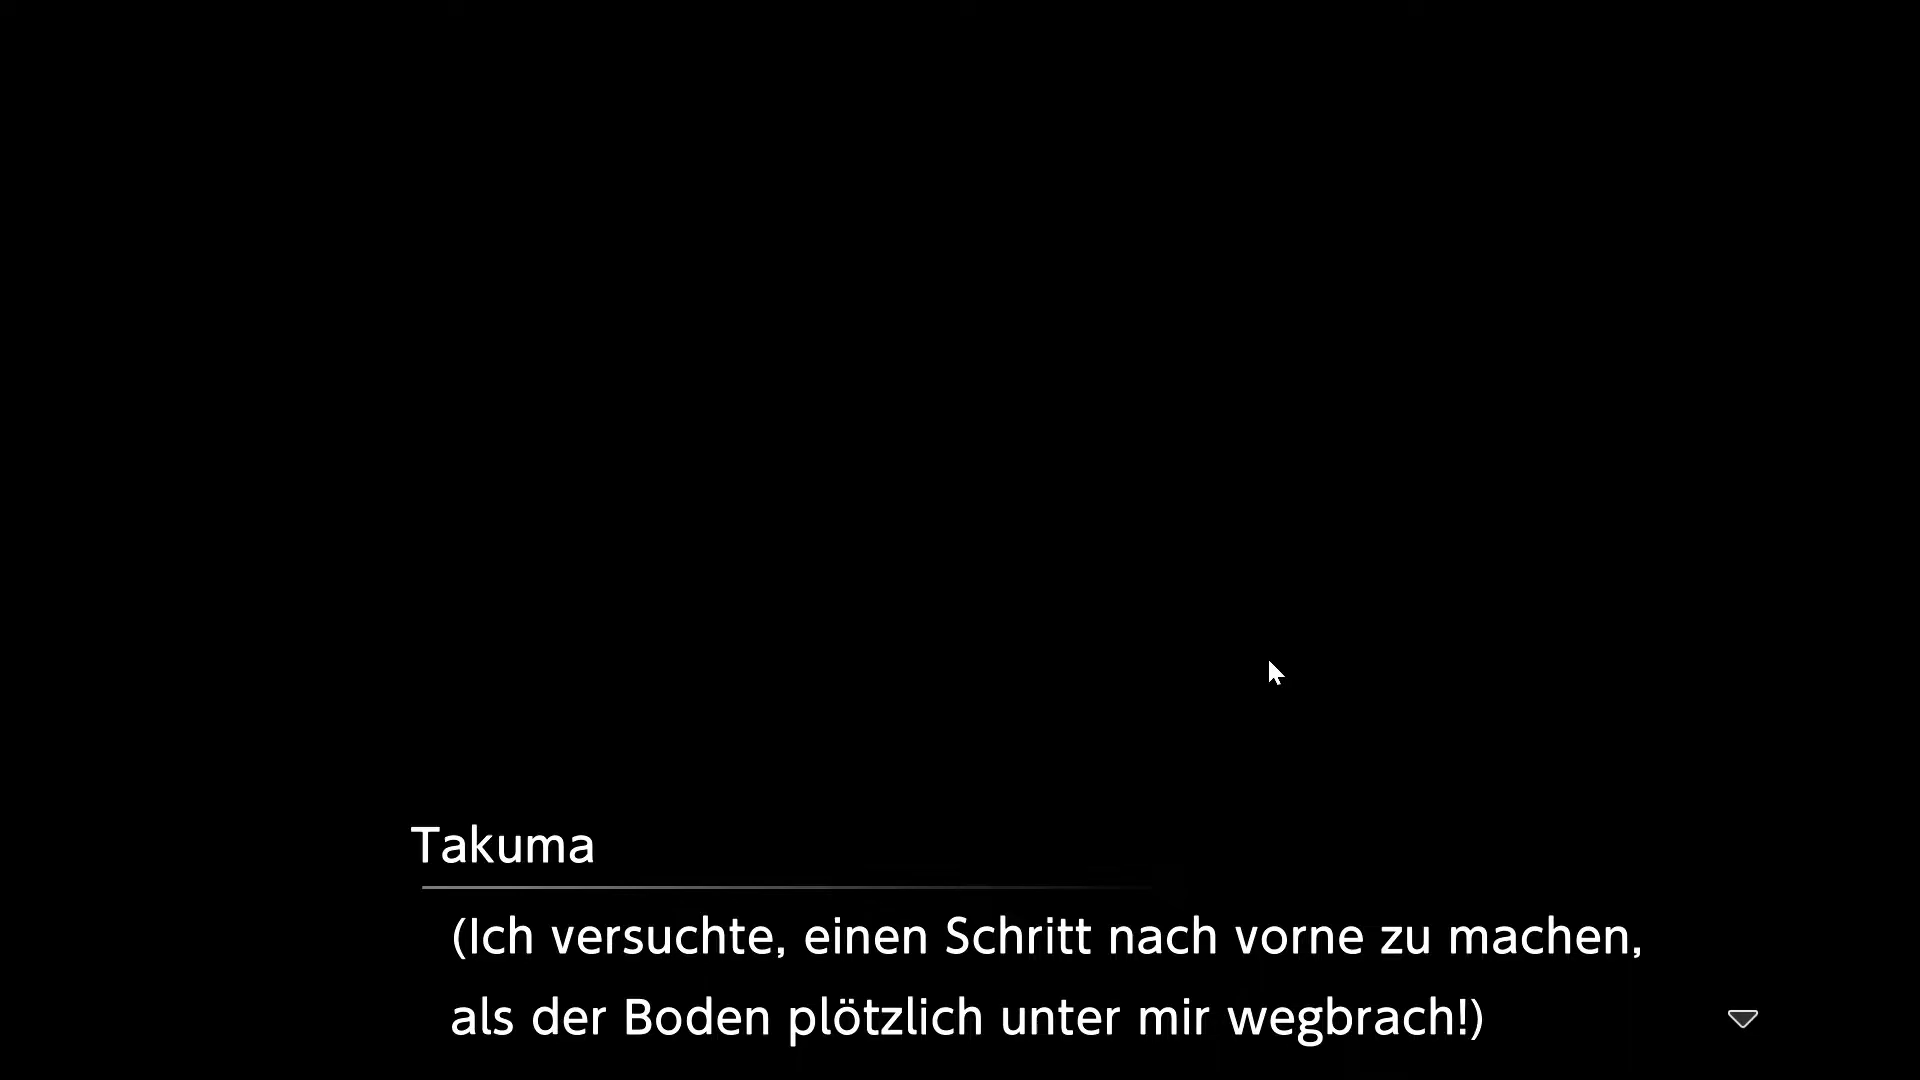 Takuma
(Ich versuchte, einen Schritt nach vorne zu machen,
als der Boden plötzlich unter mir wegbrach!)